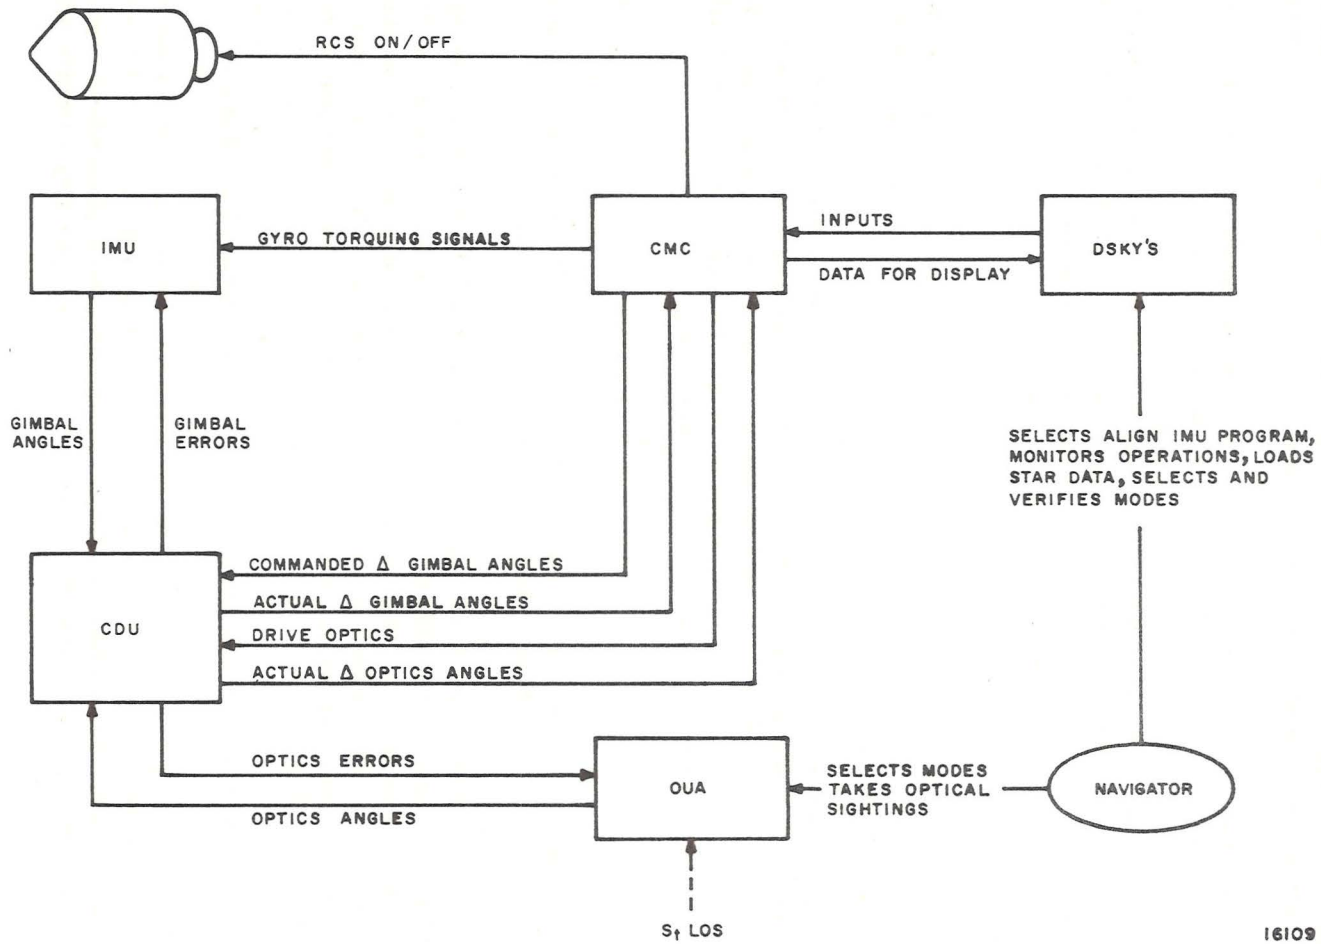 RCS ON/OFF
IMU
GYRO TORQUING SIGNALS
CMC
INPUTS
DATA FOR DISPLAY
DSKY'S
GIMBAL
ANGLES
GIMBAL
ERRORS
SELECTS ALIGN IMU PROGRAM,
MONITORS OPERATIONS, LOADS
STAR DATA, SELECTS AND
VERIFIES MODES
CDU
COMMANDED Δ GIMBAL ANGLES
ACTUAL Δ GIMBAL ANGLES
DRIVE OPTICS
ACTUAL Δ OPTICS ANGLES
OPTICS ERRORS
OPTICS ANGLES
OUA
SELECTS MODES
TAKES OPTICAL
SIGHTINGS
NAVIGATOR
St LOS
16109